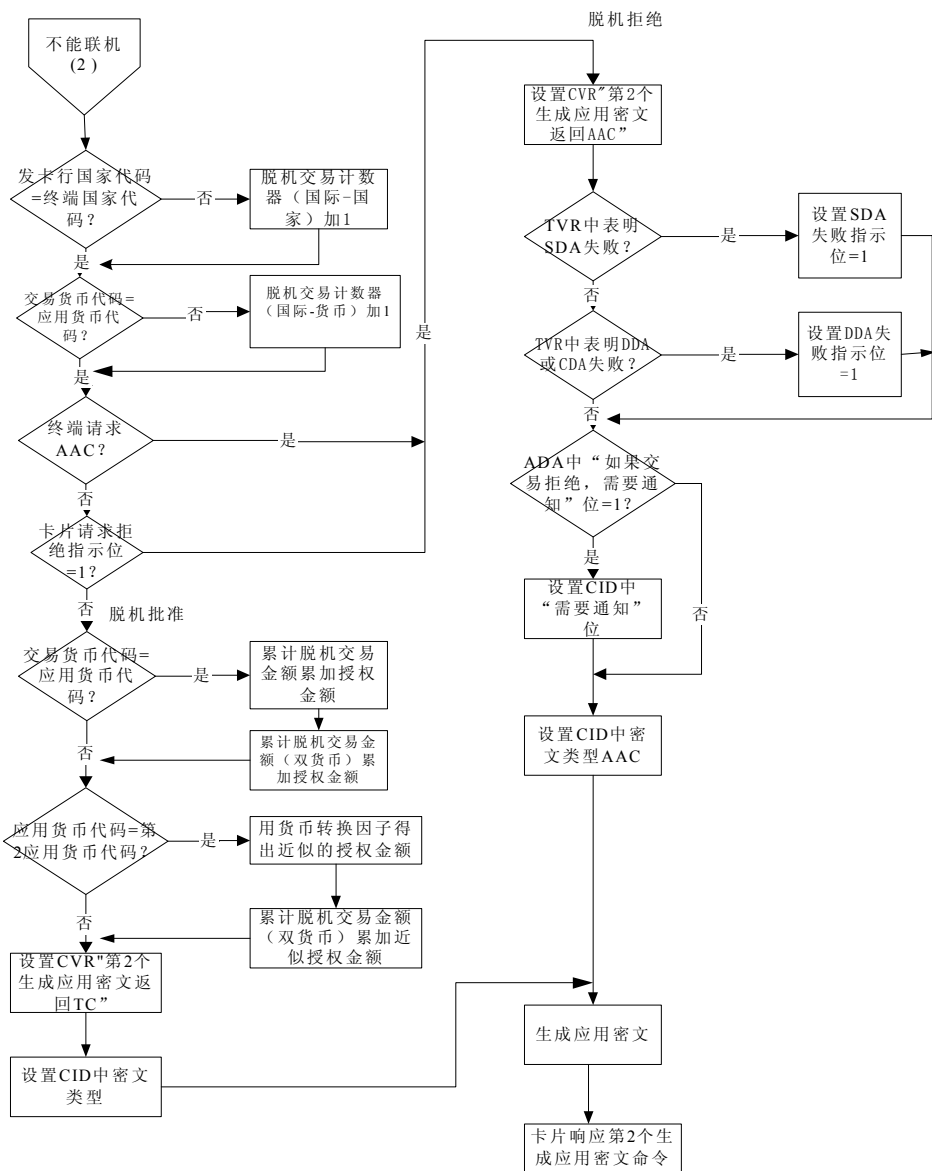 不能联机
(2)
发卡行国家代码
=终端国家代
码？
否
脱机交易计数
器（国际-国
家）加1
是
交易货币代码=
应用货币代
码？
否
脱机交易计数器
（国际-货币）加1
是
终端请求
AAC？
是
是
否
卡片请求拒
绝指示位
=1？
否
脱机批准
交易货币代码=
应用货币代
码？
是
累计脱机交易
金额累加授权
金额
累计脱机交易金
额（双货币）累
加授权金额
否
应用货币代码=第
2应用货币代码？
是
用货币转换因子得
出近似的授权金额
累计脱机交易金额
（双货币）累加近
似授权金额
否
设置CVR"第2个
生成应用密文返
回TC”
设置CID中密文
类型
脱机拒绝
设置CVR"第2个
生成应用密文
返回AAC”
TVR中表明
SDA失败？
是
设置SDA
失败指示
位=1
否
TVR中表明DDA
或CDA失败？
是
设置DDA失
败指示位
=1
否
ADA中“如果交
易拒绝，需要通
知”位=1？
是
否
设置CID中
“需要通知”
位
设置CID中密
文类型AAC
生成应用密文
卡片响应第2个生
成应用密文命令